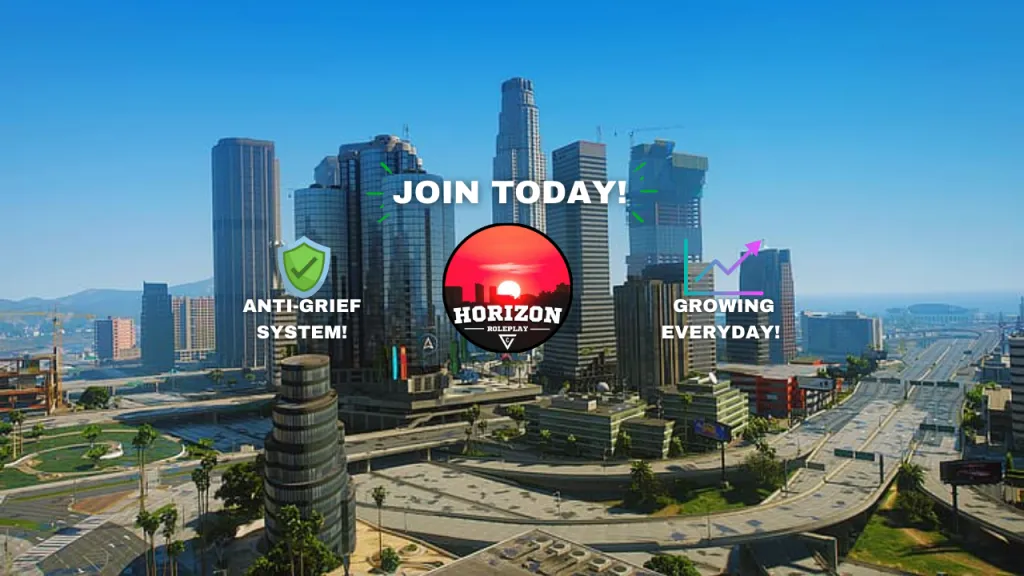 JOIN TODAY!
ANTI-GRIEF
SYSTEM!
HORIZON
ROLEPLAY
GROWING
EVERYDAY!